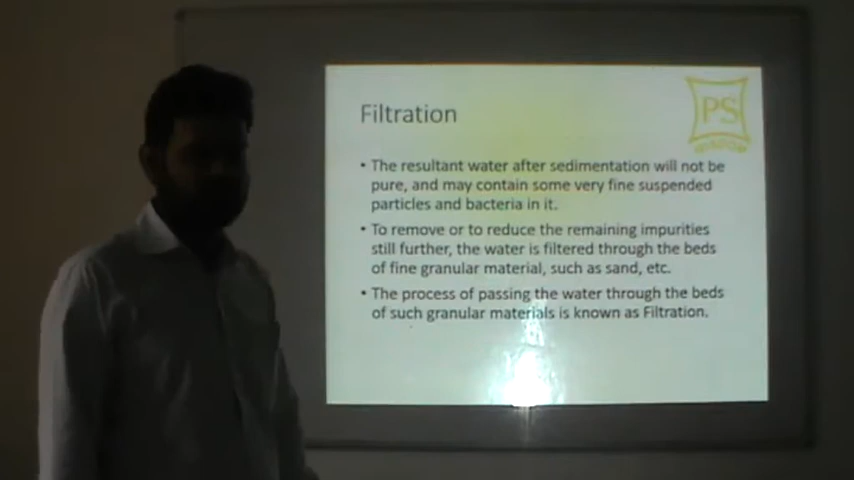 PS
WISDOM
Filtration
• The resultant water after sedimentation will not be
pure, and may contain some very fine suspended
particles and bacteria in it.
• To remove or to reduce the remaining impurities
still further, the water is filtered through the beds
of fine granular material, such as sand, etc.
• The process of passing the water through the beds
of such granular materials is known as Filtration.